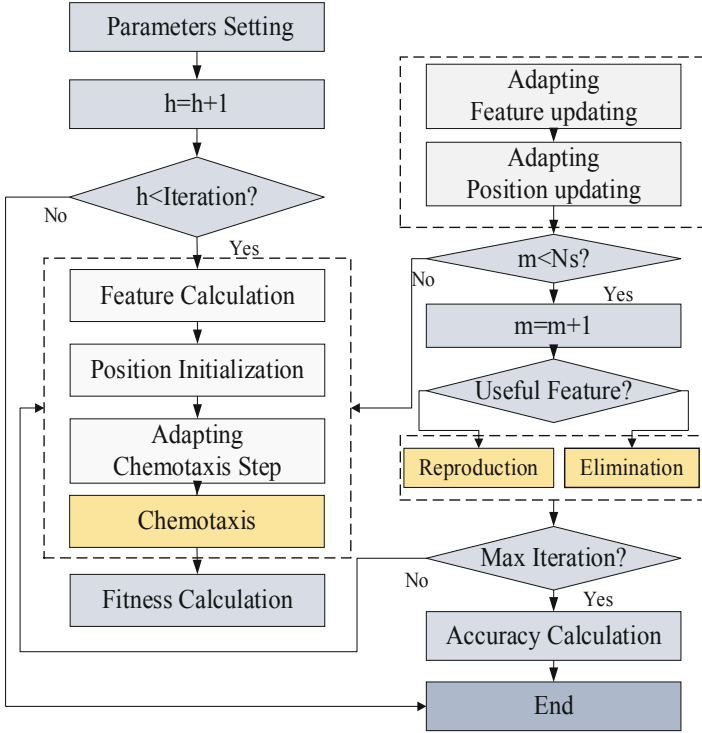 Parameters Setting
h=h+1
h<Iteration?
No
Yes
Feature Calculation
Position Initialization
Adapting
Chemotaxis Step
Chemotaxis
Fitness Calculation
Adapting
Feature updating
Adapting
Position updating
m<Ns?
No
Yes
m=m+1
Useful Feature?
Reproduction
Elimination
Max Iteration?
No
Yes
Accuracy Calculation
End